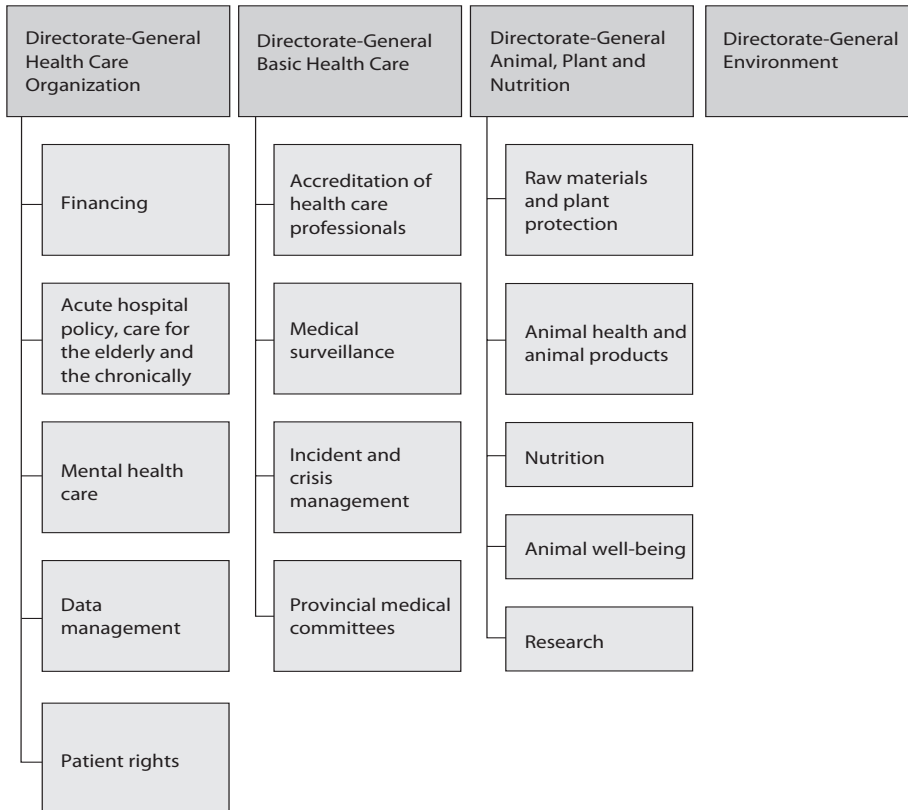 Directorate-General
Health Care
Organization
Financing
Acute hospital
policy, care for
the elderly and
the chronically
Mental health
care
Data
management
Patient rights
Directorate-General
Basic Health Care
Accreditation of
health care
professionals
Medical
surveillance
Incident and
crisis
management
Provincial medical
committees
Directorate-General
Animal, Plant and
Nutrition
Raw materials
and plant
protection
Animal health and
animal products
Nutrition
Animal well-being
Research
Directorate-General
Environment